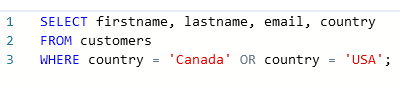 1 SELECT firstname, lastname, email, country
2 FROM customers
3 WHERE country = 'Canada' OR country = 'USA';